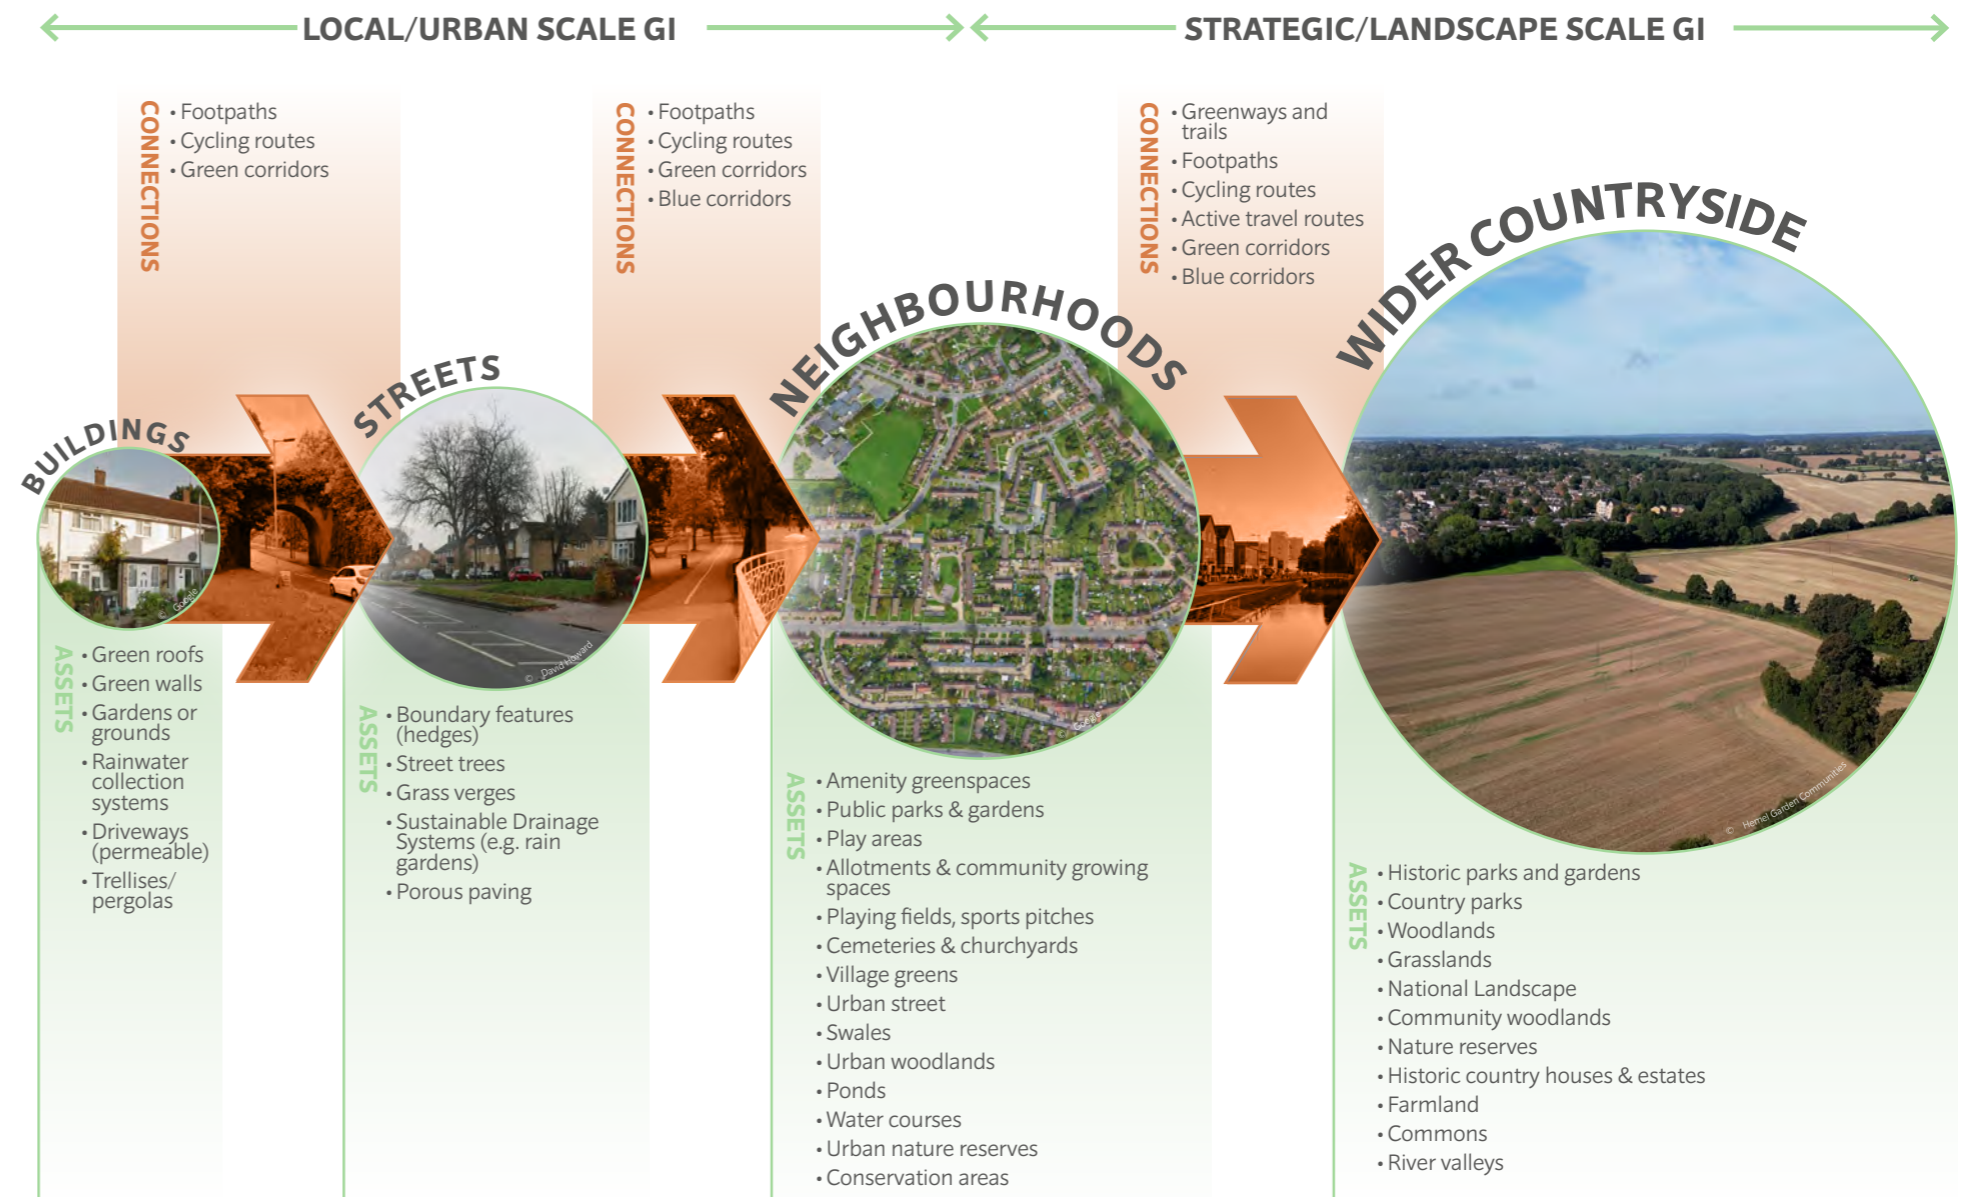 LOCAL/URBAN SCALE GI
STRATEGIC/LANDSCAPE SCALE GI
CONNECTIONS
• Footpaths
• Cycling routes
• Green corridors
CONNECTIONS
• Footpaths
• Cycling routes
• Green corridors
• Blue corridors
CONNECTIONS
• Greenways and
trails
• Footpaths
• Cycling routes
• Active travel routes
• Green corridors
• Blue corridors
BUILDINGS
© Google
ASSETS
• Green roofs
• Green walls
• Gardens or
grounds
• Rainwater
collection
systems
• Driveways
(permeable)
• Trellises/
pergolas
STREETS
© David Howard
ASSETS
• Boundary features
(hedges)
• Street trees
• Grass verges
• Sustainable Drainage
Systems (e.g. rain
gardens)
• Porous paving
NEIGHBOURHOODS
ASSETS
• Amenity greenspaces
• Public parks & gardens
• Play areas
• Allotments & community growing
spaces
• Playing fields, sports pitches
• Cemeteries & churchyards
• Village greens
• Urban street
• Swales
• Urban woodlands
• Ponds
• Water courses
• Urban nature reserves
• Conservation areas
WIDER COUNTRYSIDE
© Hemel Garden Communities
ASSETS
• Historic parks and gardens
• Country parks
• Woodlands
• Grasslands
• National Landscape
• Community woodlands
• Nature reserves
• Historic country houses & estates
• Farmland
• Commons
• River valleys